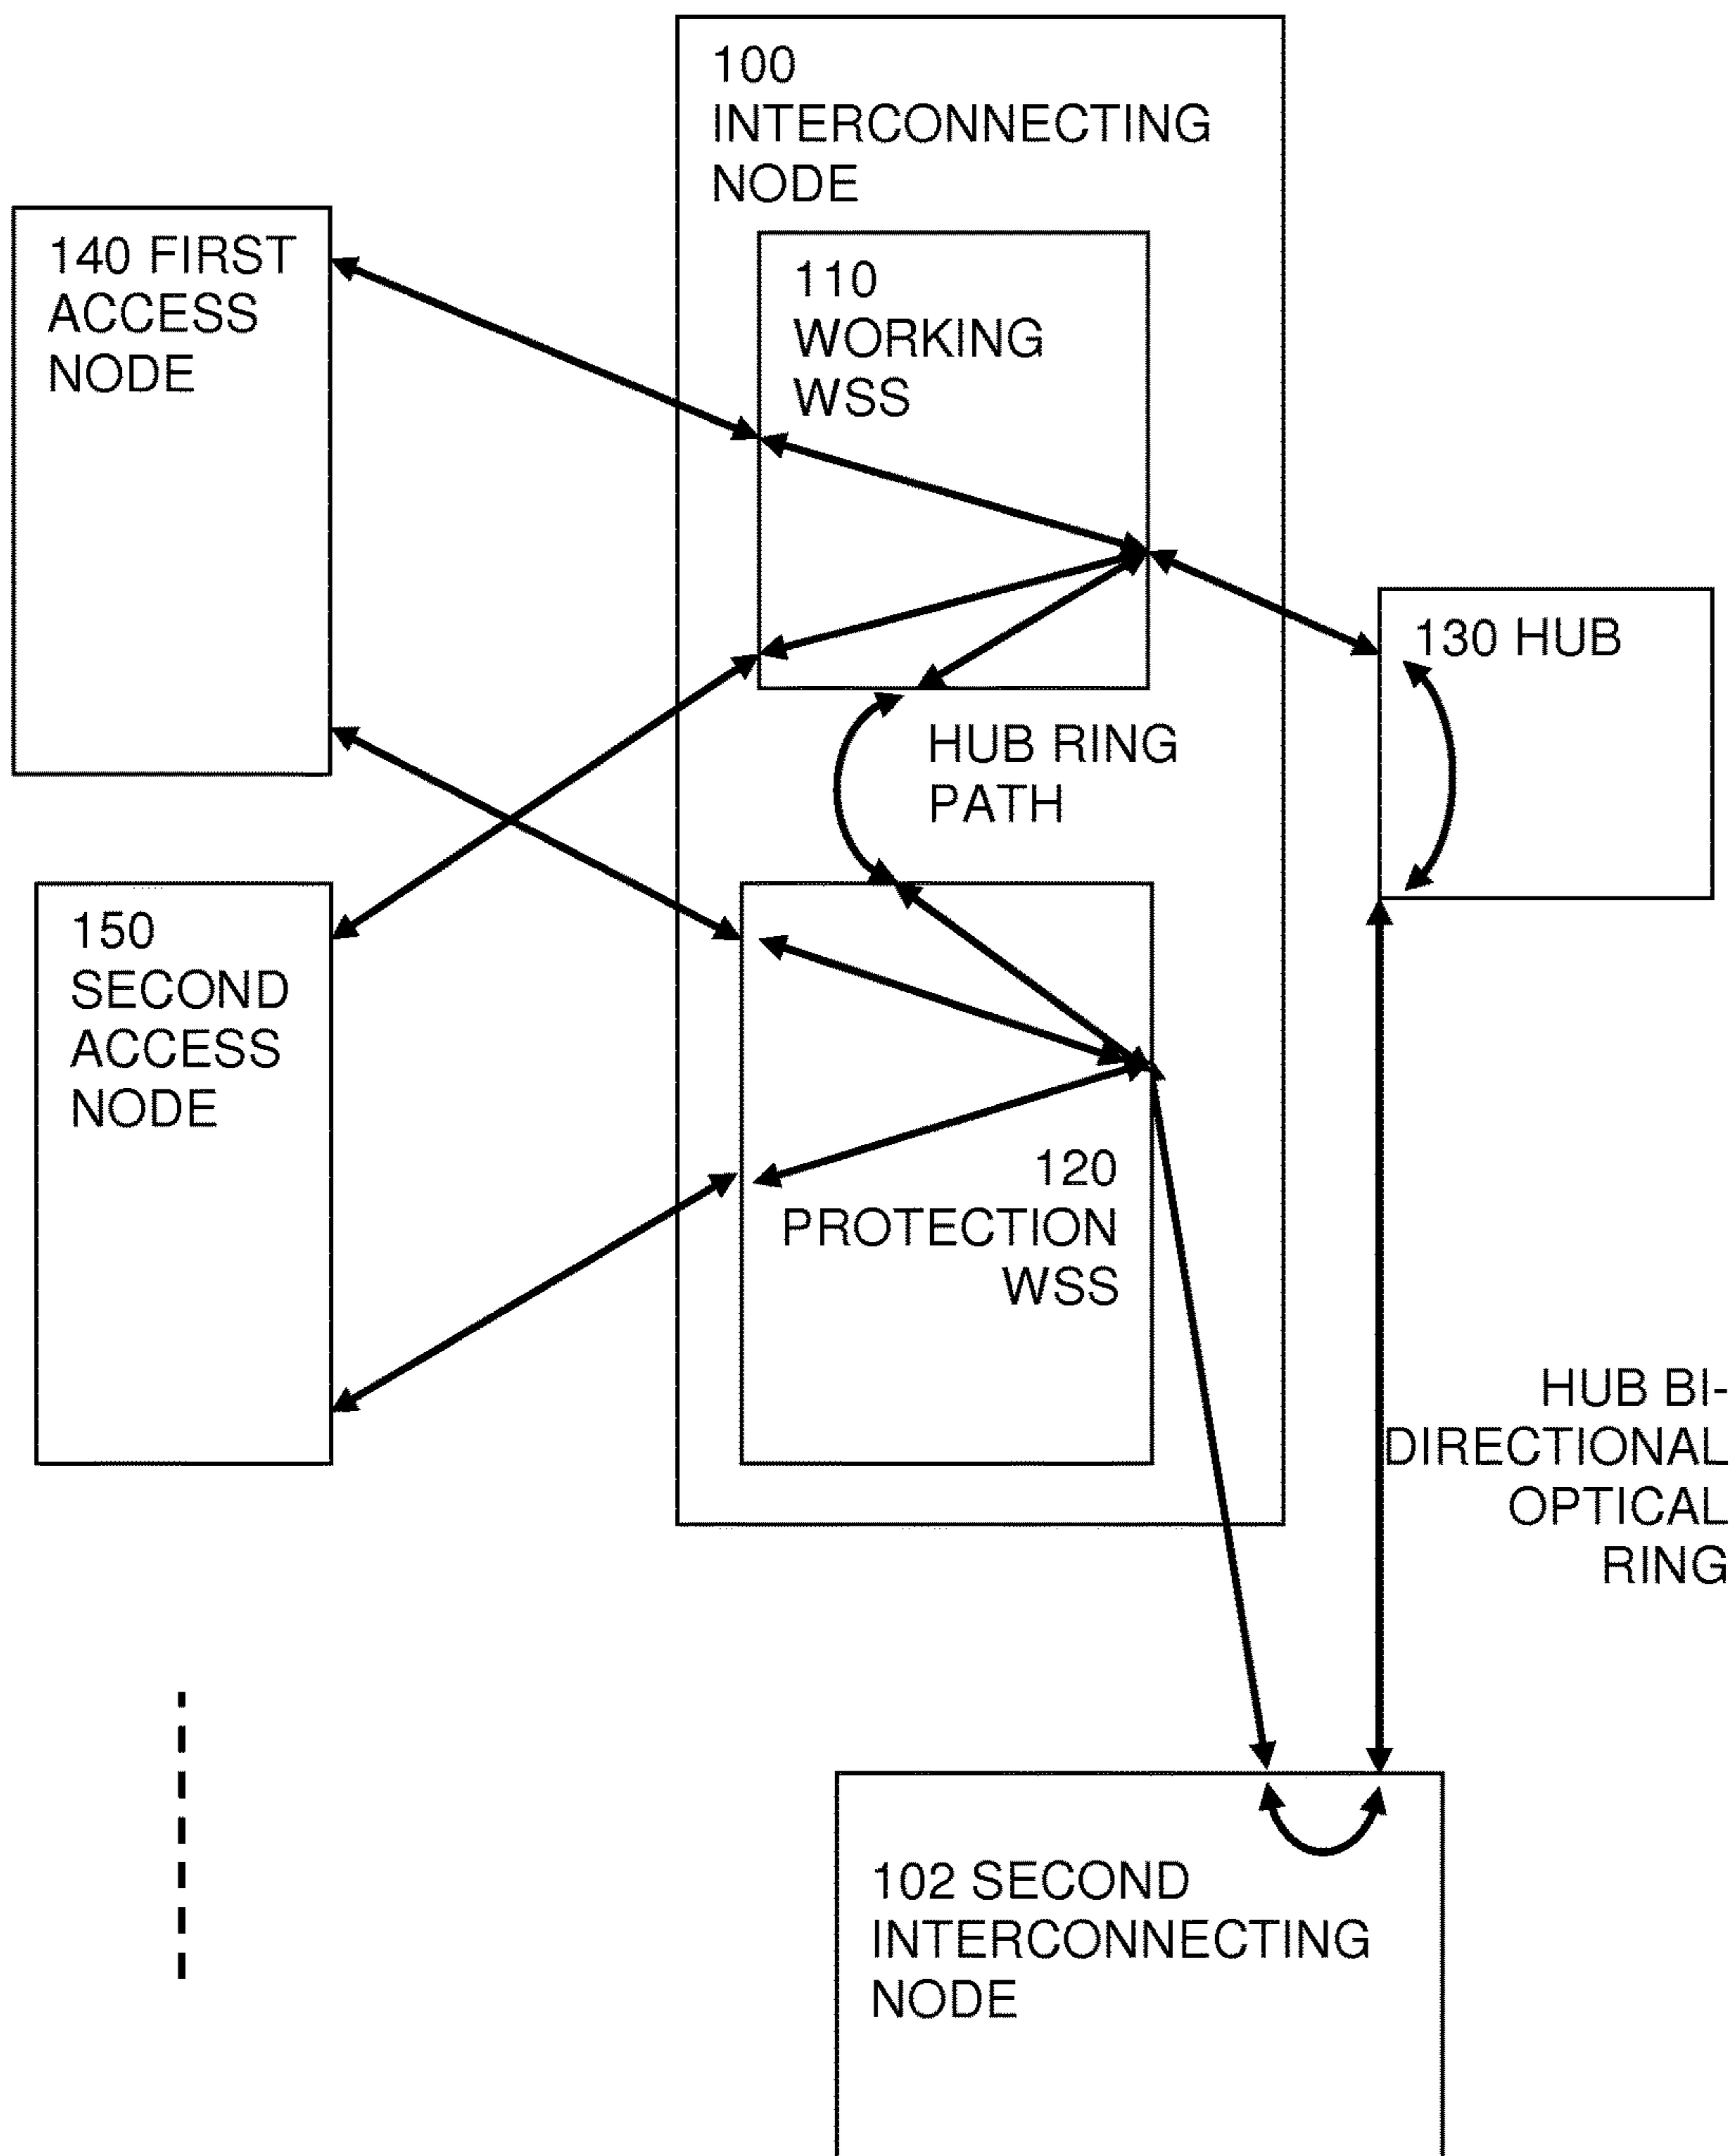 100
INTERCONNECTING
NODE
140 FIRST
ACCESS
NODE
110
WORKING
WSS
130 HUB
HUB RING
PATH
150
SECOND
ACCESS
NODE
120
PROTECTION
WSS
HUB BI-
DIRECTIONAL
OPTICAL
RING
102 SECOND
INTERCONNECTING
NODE